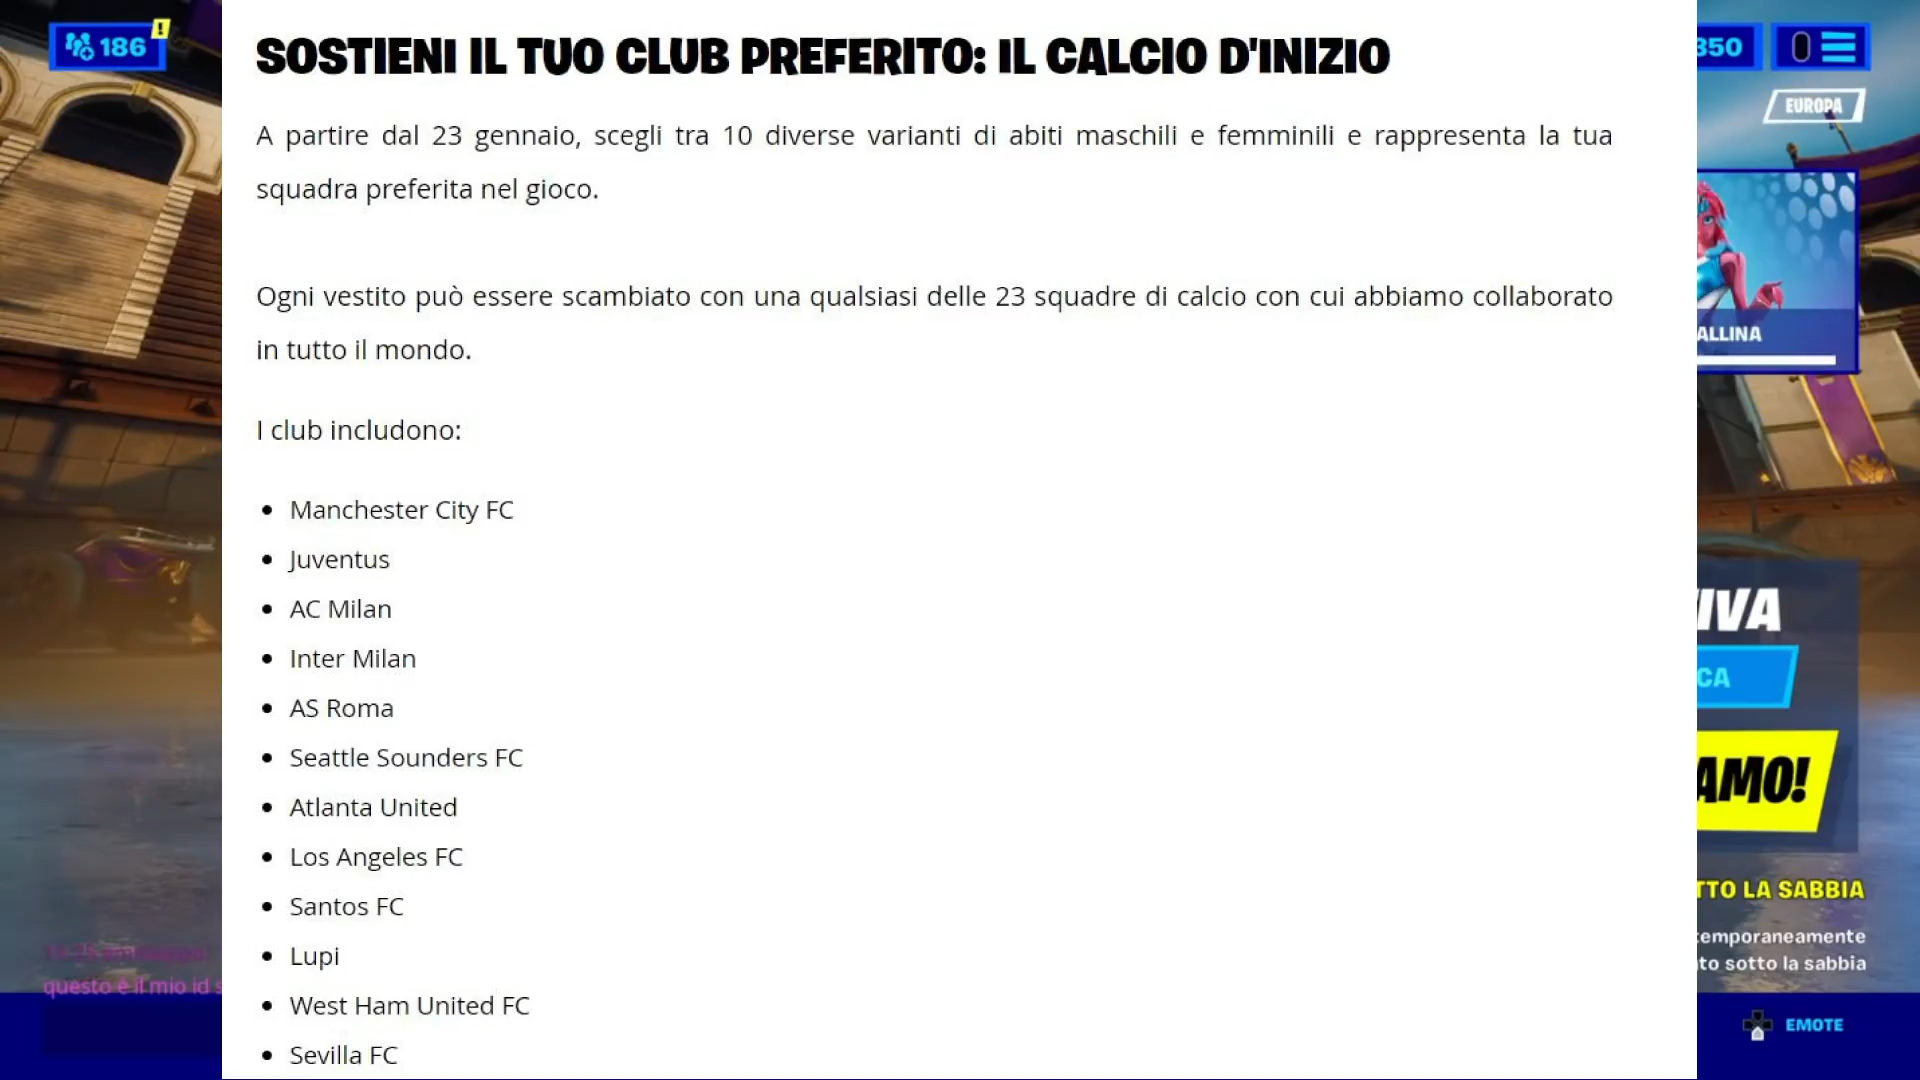 186
!
SOSTIENI IL TUO CLUB PREFERITO: IL CALCIO D'INIZIO
350
EUROPA
A partire dal 23 gennaio, scegli tra 10 diverse varianti di abiti maschili e femminili e rappresenta la tua
squadra preferita nel gioco.
Ogni vestito può essere scambiato con una qualsiasi delle 23 squadre di calcio con cui abbiamo collaborato
in tutto il mondo.
ALLINA
I club includono:
• Manchester City FC
• Juventus
• AC Milan
• Inter Milan
• AS Roma
• Seattle Sounders FC
• Atlanta United
• Los Angeles FC
• Santos FC
• Lupi
• West Ham United FC
• Sevilla FC
IVA
CA
AMO!
TTO LA SABBIA
temporaneamente
to sotto la sabbia
questo è il mio id s
EMOTE